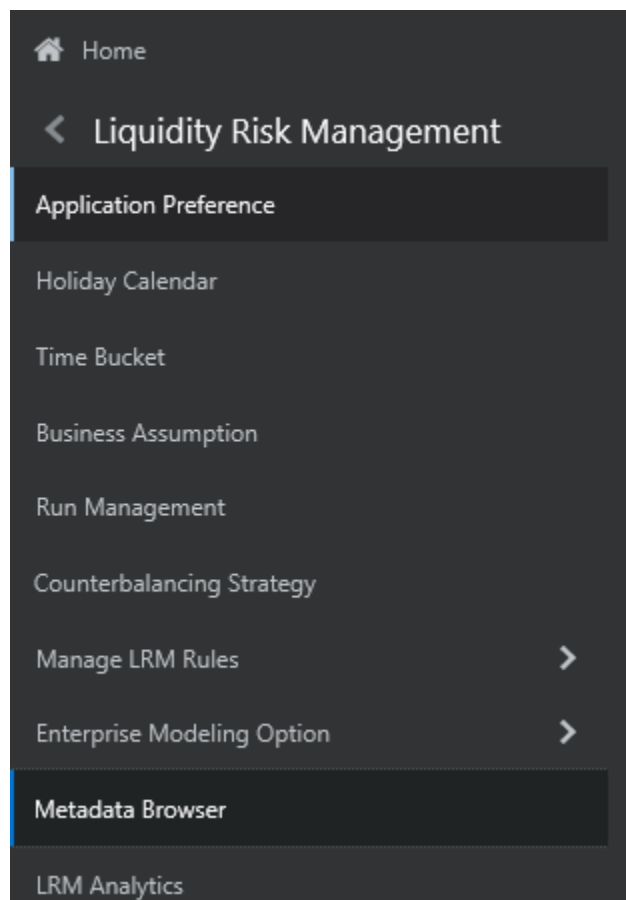 Home
Liquidity Risk Management
Application Preference
Holiday Calendar
Time Bucket
Business Assumption
Run Management
Counterbalancing Strategy
Manage LRM Rules
Enterprise Modeling Option
Metadata Browser
LRM Analytics